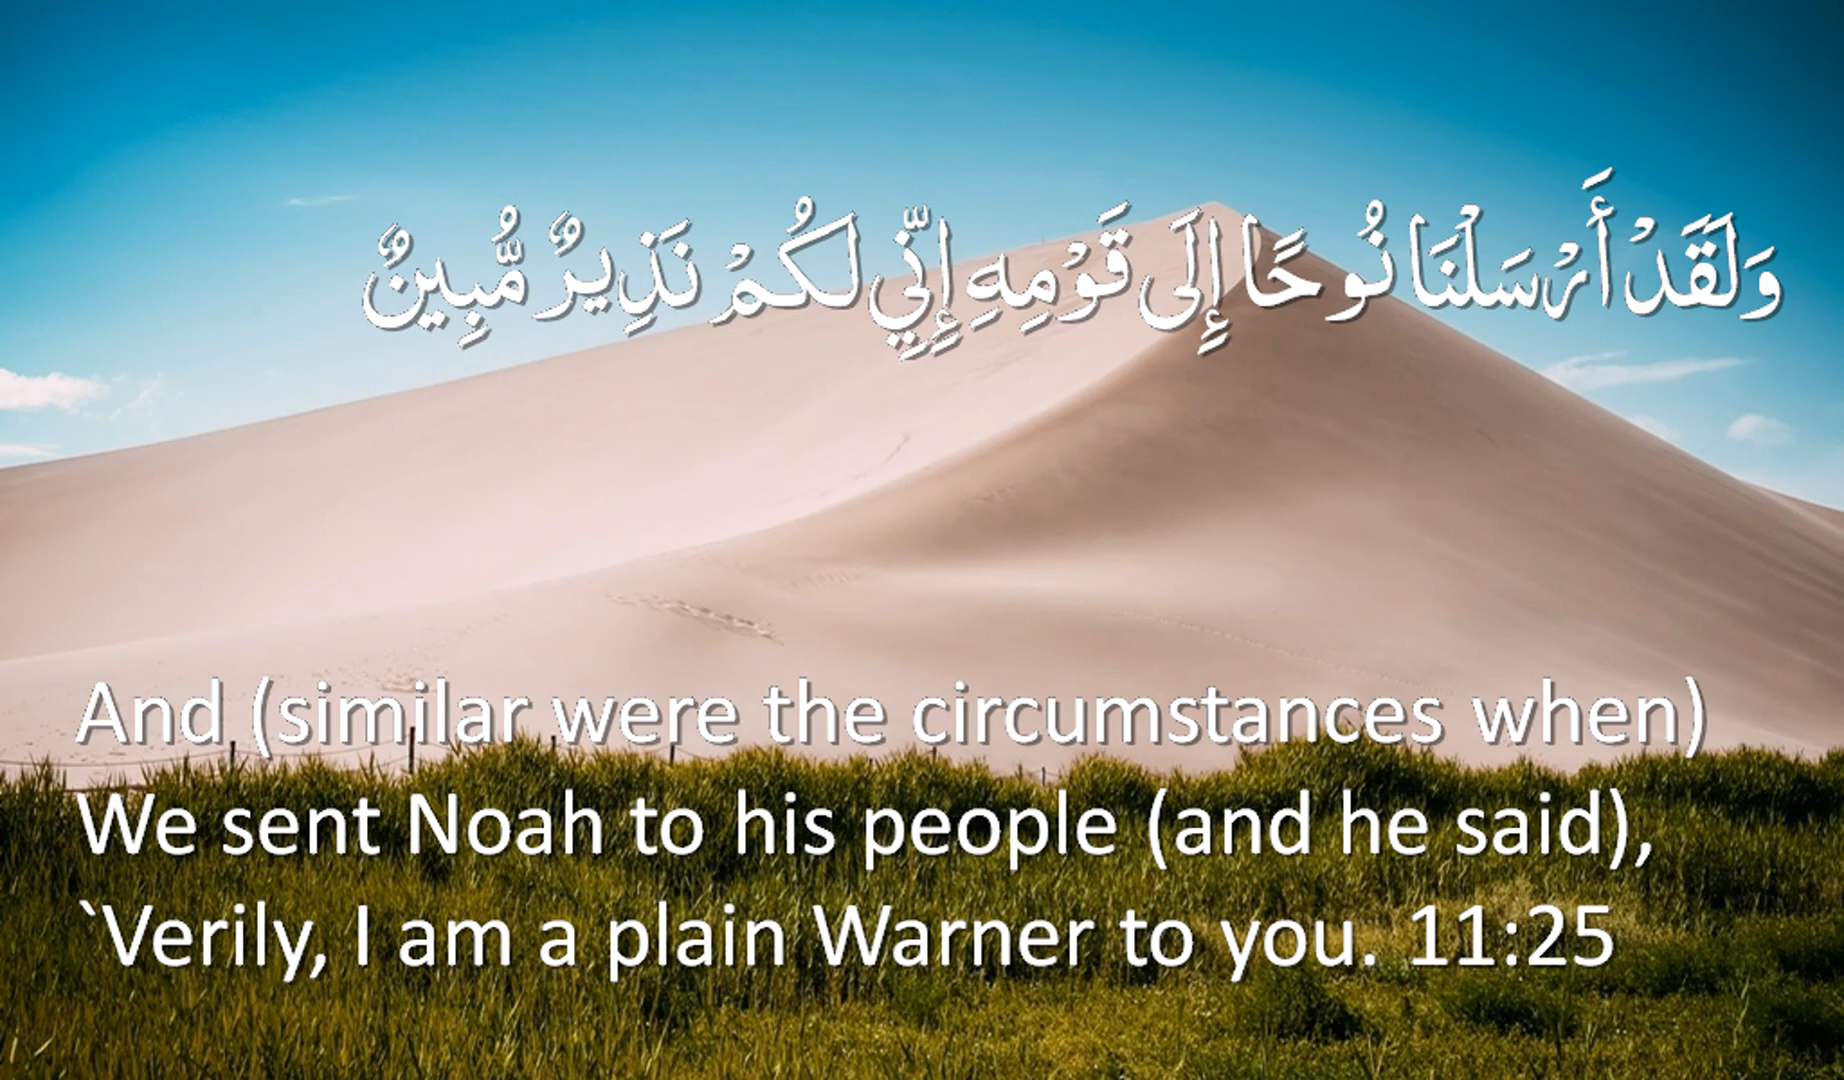 وَلَقَدْ أَرْسَلْنَا نُوحًا إِلَى قَوْمِهِ إِنِّي لَكُمْ نَذِيرٌ مُّبِينٌ
And (similar were the circumstances when)
We sent Noah to his people (and he said),
`Verily, I am a plain Warner to you. 11:25